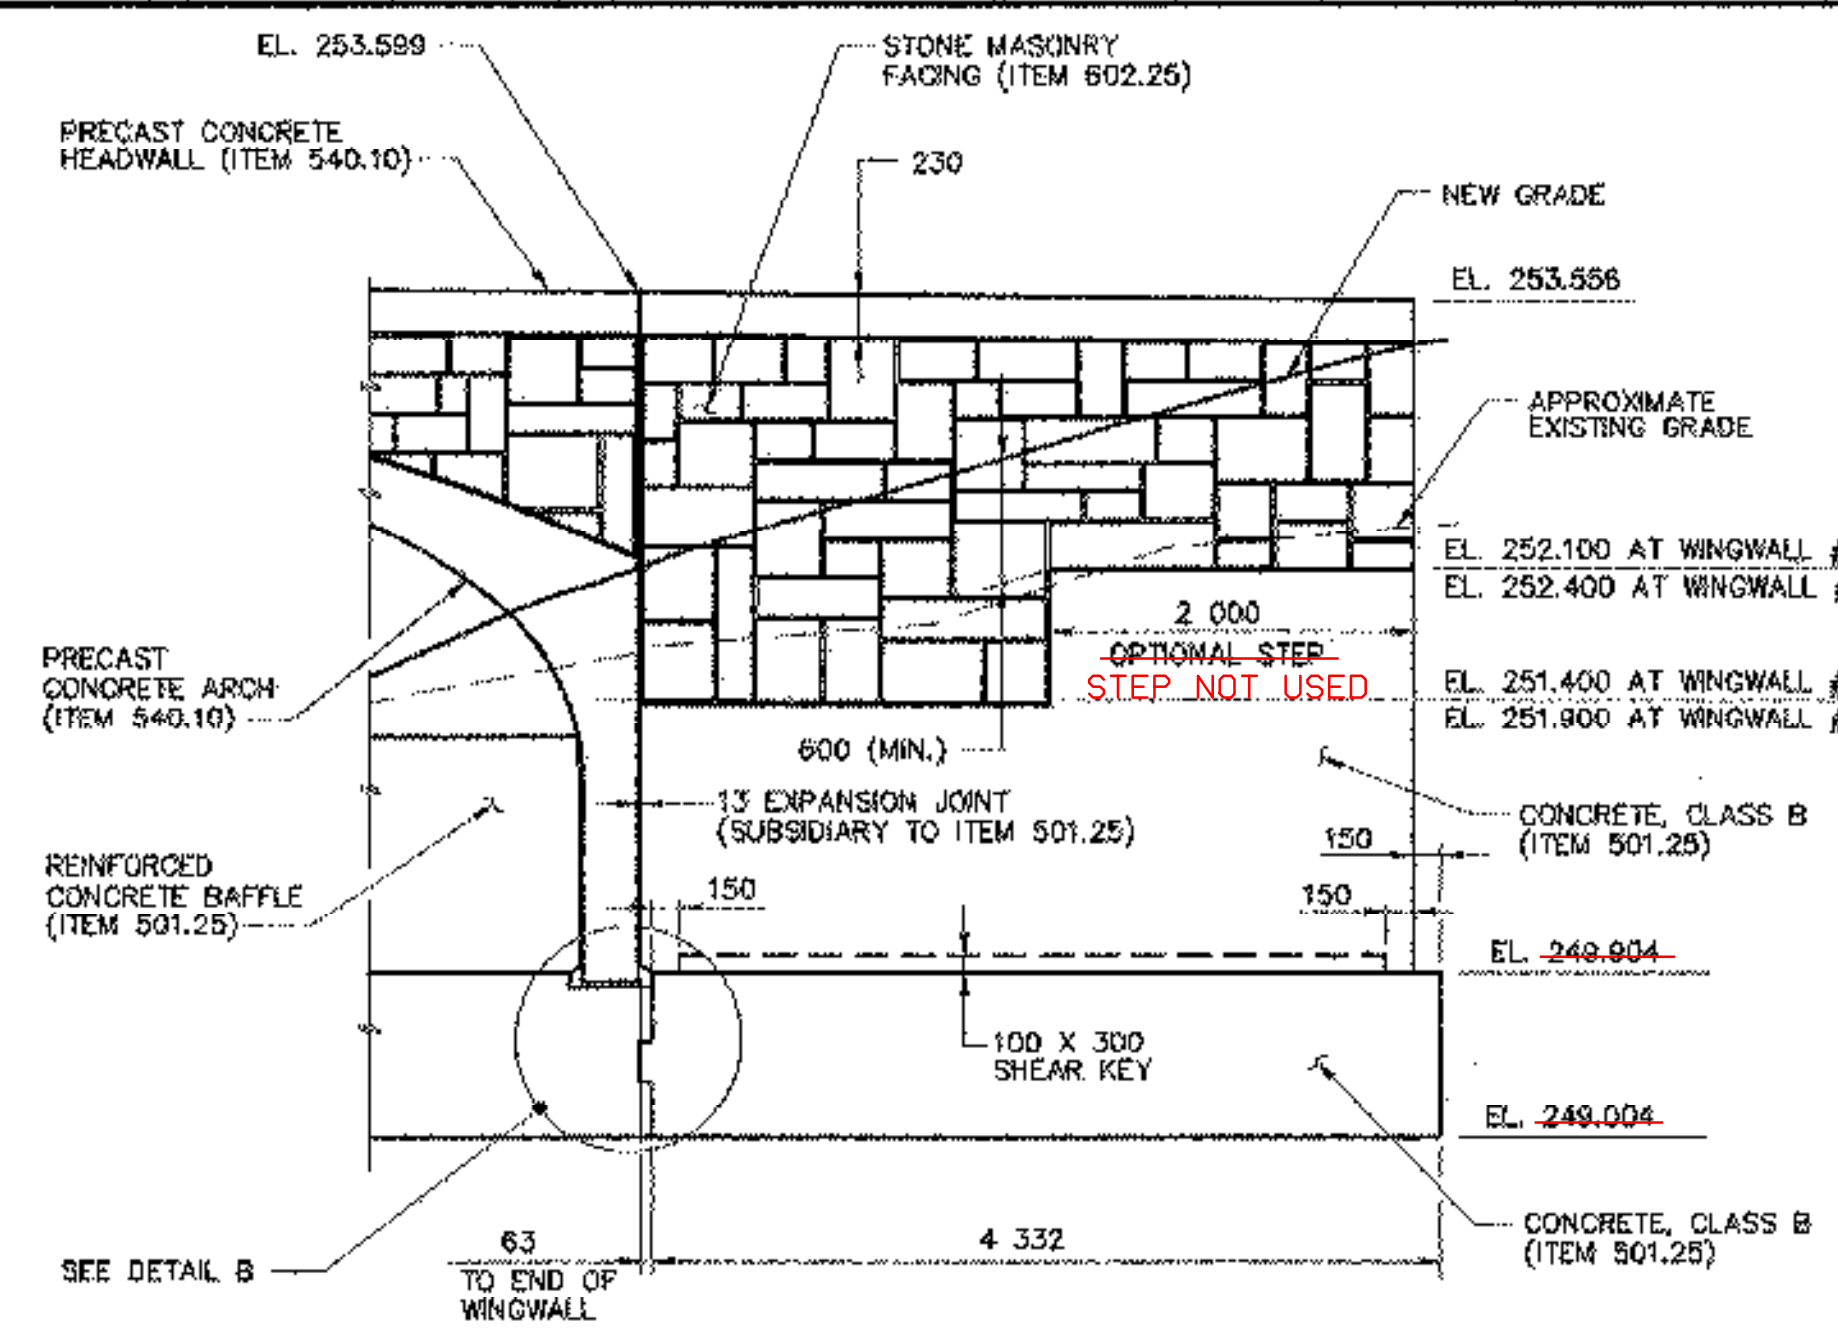 EL. 253.599
STONE MASONRY
FACING (ITEM 602.25)
PRECAST CONCRETE
HEADWALL (ITEM 540.10)
230
NEW GRADE
EL. 253.556
APPROXIMATE
EXISTING GRADE
EL. 252.100 AT WINGWALL
EL. 252.400 AT WINGWALL
2 000
OPTIONAL STEP
STEP NOT USED
EL. 251.400 AT WINGWALL
EL. 251.900 AT WINGWALL
PRECAST
CONCRETE ARCH
(ITEM 540.10)
600 (MIN.)
13 EXPANSION JOINT
(SUBSIDIARY TO ITEM 501.25)
CONCRETE, CLASS B
(ITEM 501.25)
150
REINFORCED
CONCRETE BAFFLE
(ITEM 501.25)
150
150
EL. 249.904
100 X 300
SHEAR KEY
EL. 249.004
SEE DETAIL B
63
TO END OF
WINGWALL
4 332
CONCRETE, CLASS B
(ITEM 501.25)